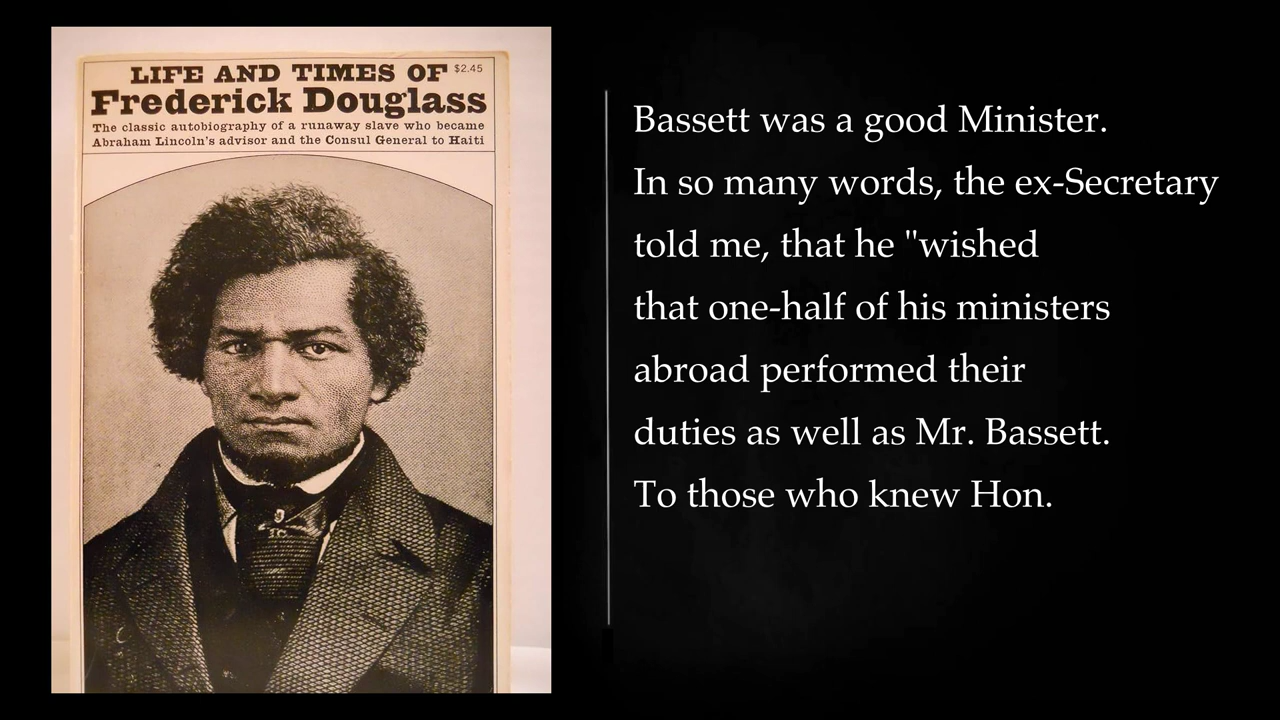 LIFE AND TIMES OF $2.45
Frederick Douglass
The classic autobiography of a runaway slave who became
Abraham Lincoln's advisor and the Consul General to Haiti
Bassett was a good Minister.
In so many words, the ex-Secretary
told me, that he "wished
that one-half of his ministers
abroad performed their
duties as well as Mr. Bassett.
To those who knew Hon.